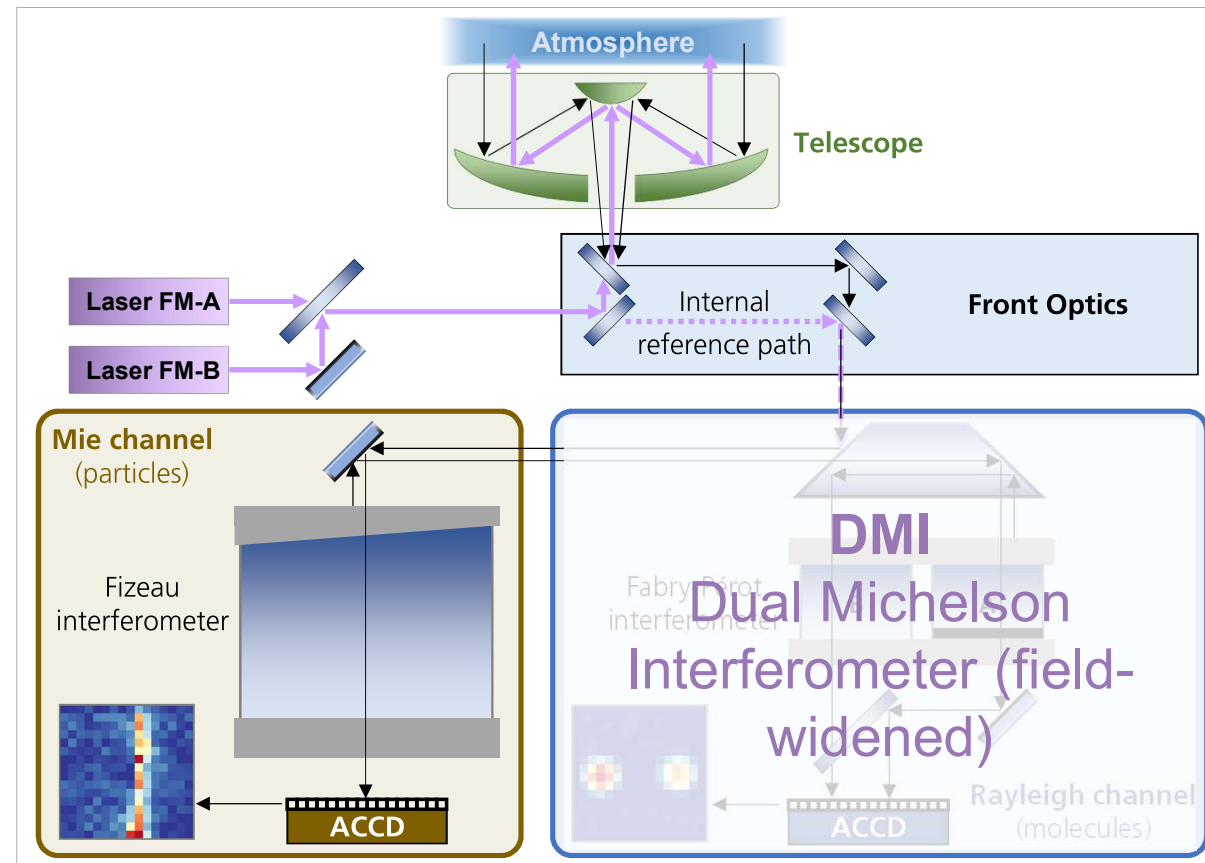 Atmosphere
Telescope
Laser FM-A
Laser FM-B
Internal
reference path
Front Optics
Mie channel
(particles)
Fizeau
interferometer
ACCD
DMI
Dual Michelson
Interferometer (field-
widened)
Fabry-Pérot
interferometer
A
ACCD
Rayleigh channel
(molecules)